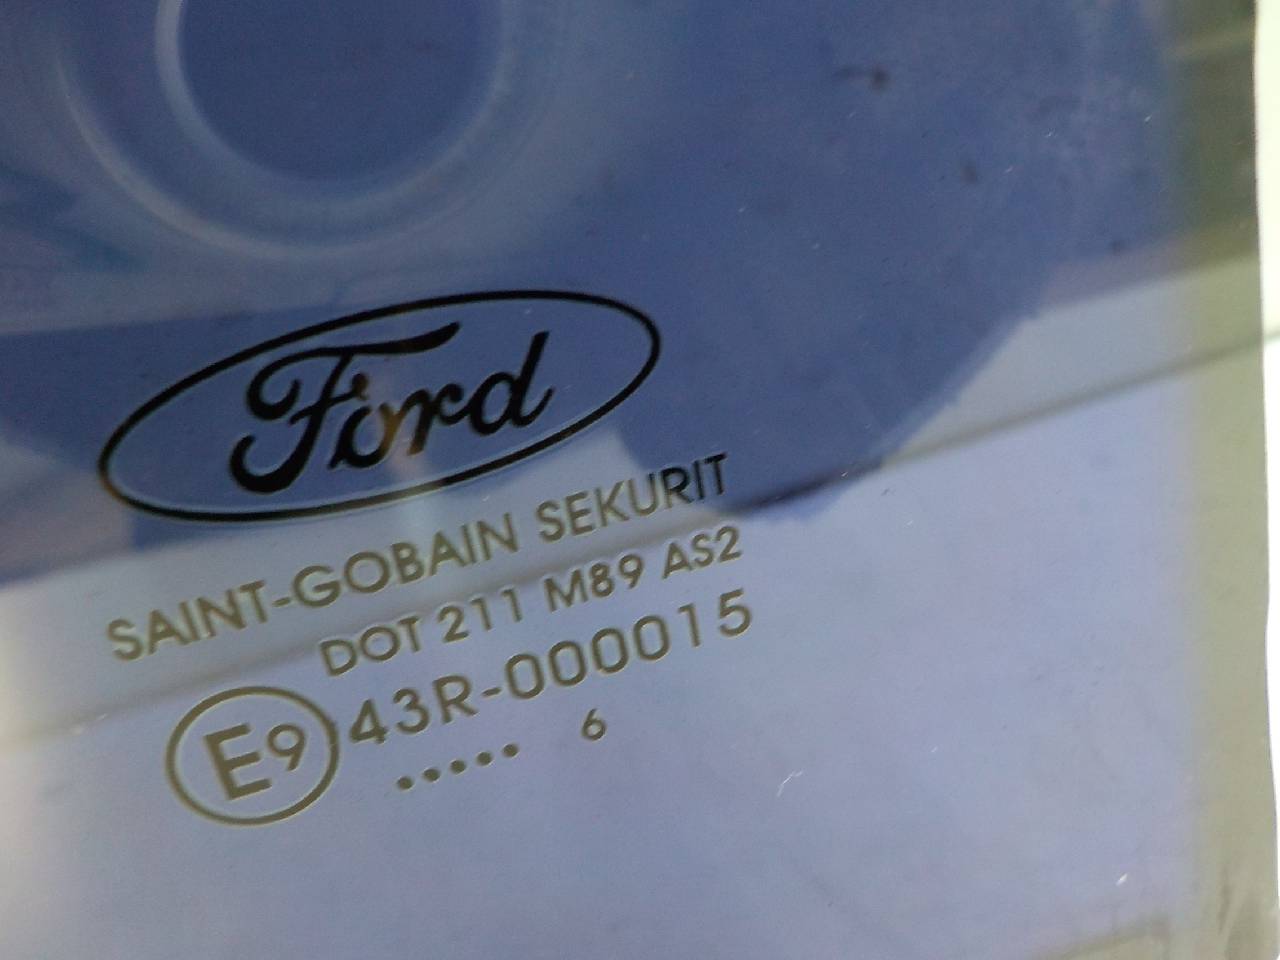 Ford
SAINT-GOBAIN SEKURIT
DOT 211 M89 AS2
E9 43R-000015
..... 6